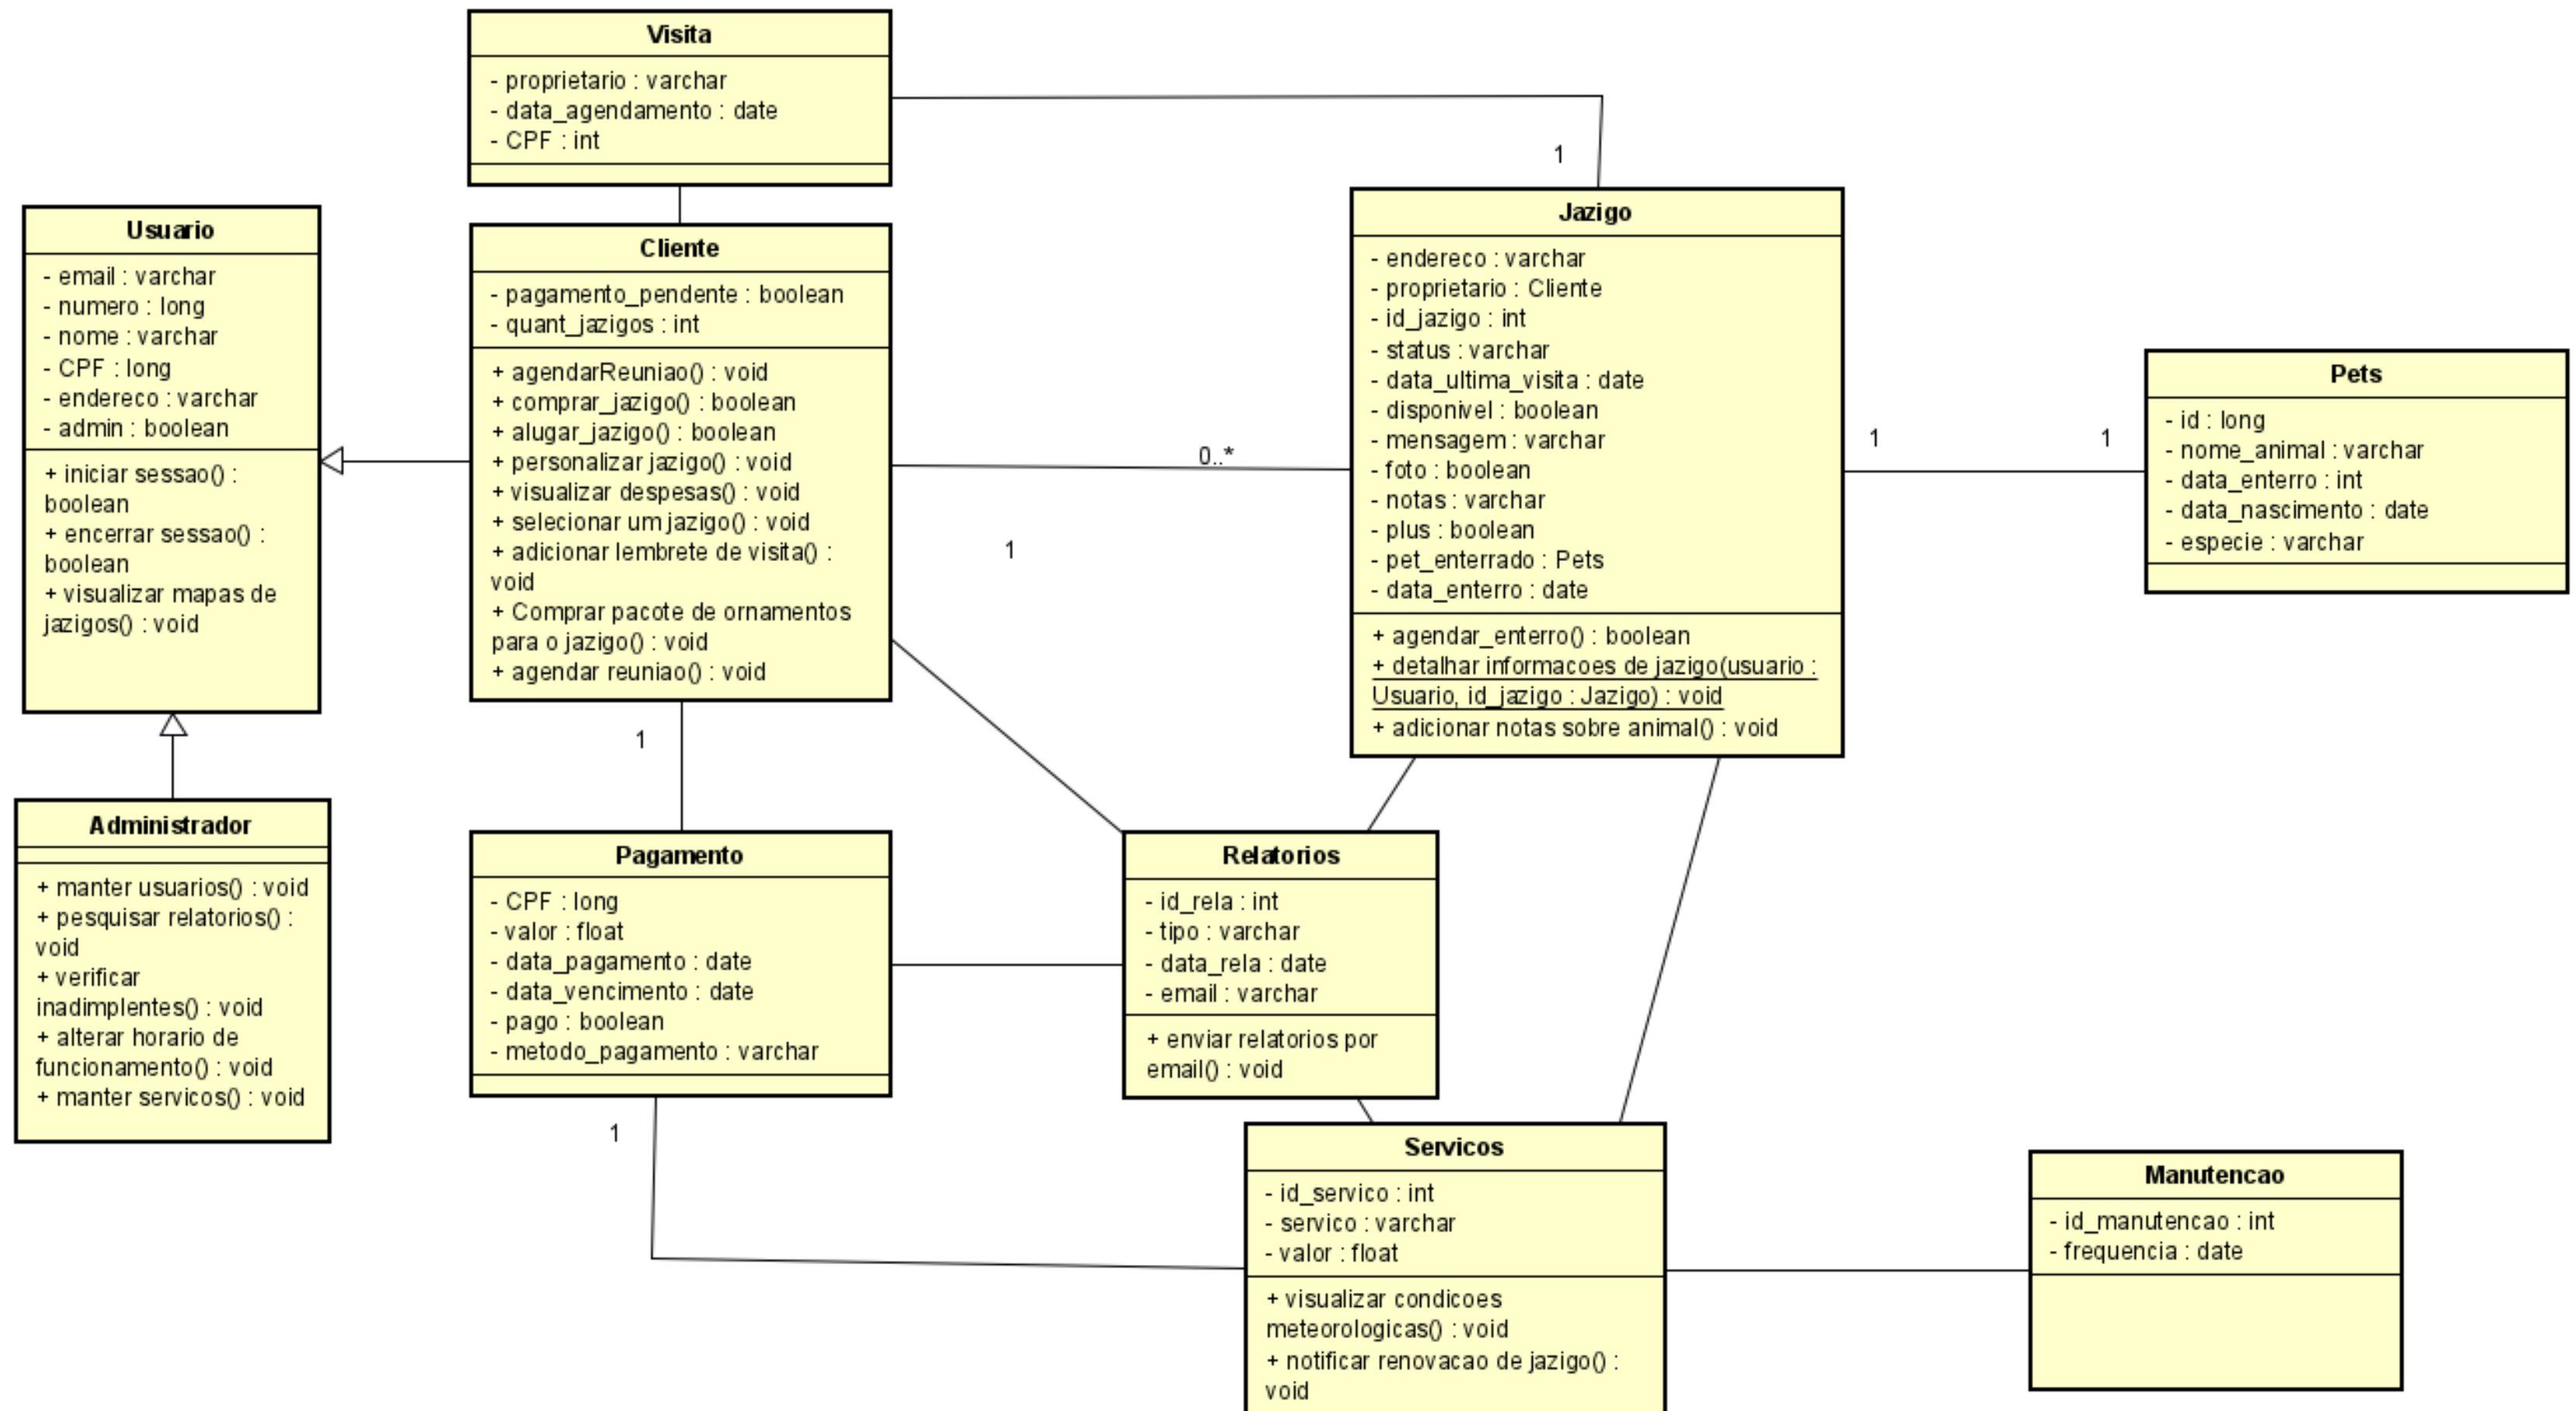 Visita
- proprietario : varchar
- data_agendamento : date
- CPF : int
Usuario
- email : varchar
- numero : long
- nome : varchar
- CPF : long
- endereco : varchar
- admin : boolean
+ iniciar sessao() :
boolean
+ encerrar sessao() :
boolean
+ visualizar mapas de
jazigos() : void
Cliente
- pagamento_pendente : boolean
- quant_jazigos : int
+ agendarReuniao() : void
+ comprar_jazigo() : boolean
+ alugar_jazigo() : boolean
+ personalizar jazigo() : void
+ visualizar despesas() : void
+ selecionar um jazigo() : void
+ adicionar lembrete de visita() :
void
+ Comprar pacote de ornamentos
para o jazigo() : void
+ agendar reuniao() : void
1
0..*
1
Jazigo
- endereco : varchar
- proprietario : Cliente
- id_jazigo : int
- status : varchar
- data_ultima_visita : date
- disponivel : boolean
- mensagem : varchar
- foto : boolean
- notas : varchar
- plus : boolean
- pet_enterrado : Pets
- data_enterro : date
+ agendar_enterro() : boolean
+ detalhar informacoes de jazigo(usuario :
Usuario, id_jazigo : Jazigo) : void
+ adicionar notas sobre animal() : void
1
1
Pets
- id : long
- nome_animal : varchar
- data_enterro : int
- data_nascimento : date
- especie : varchar
1
Administrador
+ manter usuarios() : void
+ pesquisar relatorios() :
void
+ verificar
inadimplentes() : void
+ alterar horario de
funcionamento() : void
+ manter servicos() : void
Pagamento
- CPF : long
- valor : float
- data_pagamento : date
- data_vencimento : date
- pago : boolean
- metodo_pagamento : varchar
1
Relatorios
- id_rela : int
- tipo : varchar
- data_rela : date
- email : varchar
+ enviar relatorios por
email() : void
Servicos
- id_servico : int
- servico : varchar
- valor : float
+ visualizar condicoes
meteorologicas() : void
+ notificar renovacao de jazigo() :
void
Manutencao
- id_manutencao : int
- frequencia : date